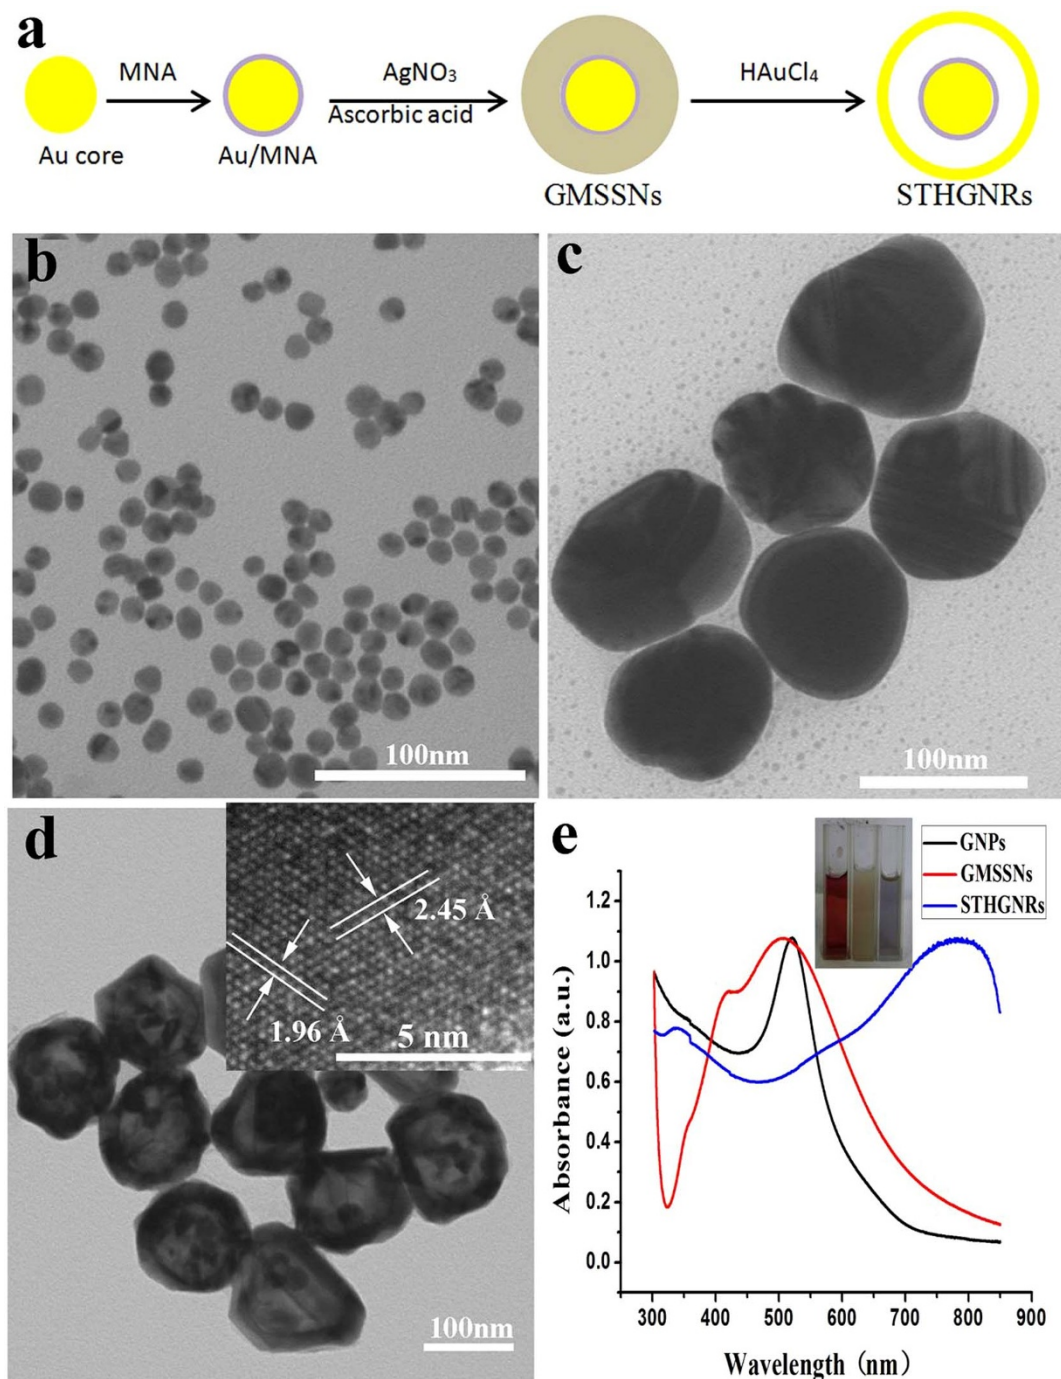 a
MNA
AgNO₃
HAuCl₄
Ascorbic acid
Au core
Au/MNA
GMSSNs
STHGNRs
b
100nm
c
100nm
d
2.45 Å
1.96 Å
5 nm
100nm
e
GNPs
GMSSNs
STHGNRs
Absorbance (a.u.)
1.2
1.0
0.8
0.6
0.4
0.2
0.0
300 400 500 600 700 800 900
Wavelength (nm)